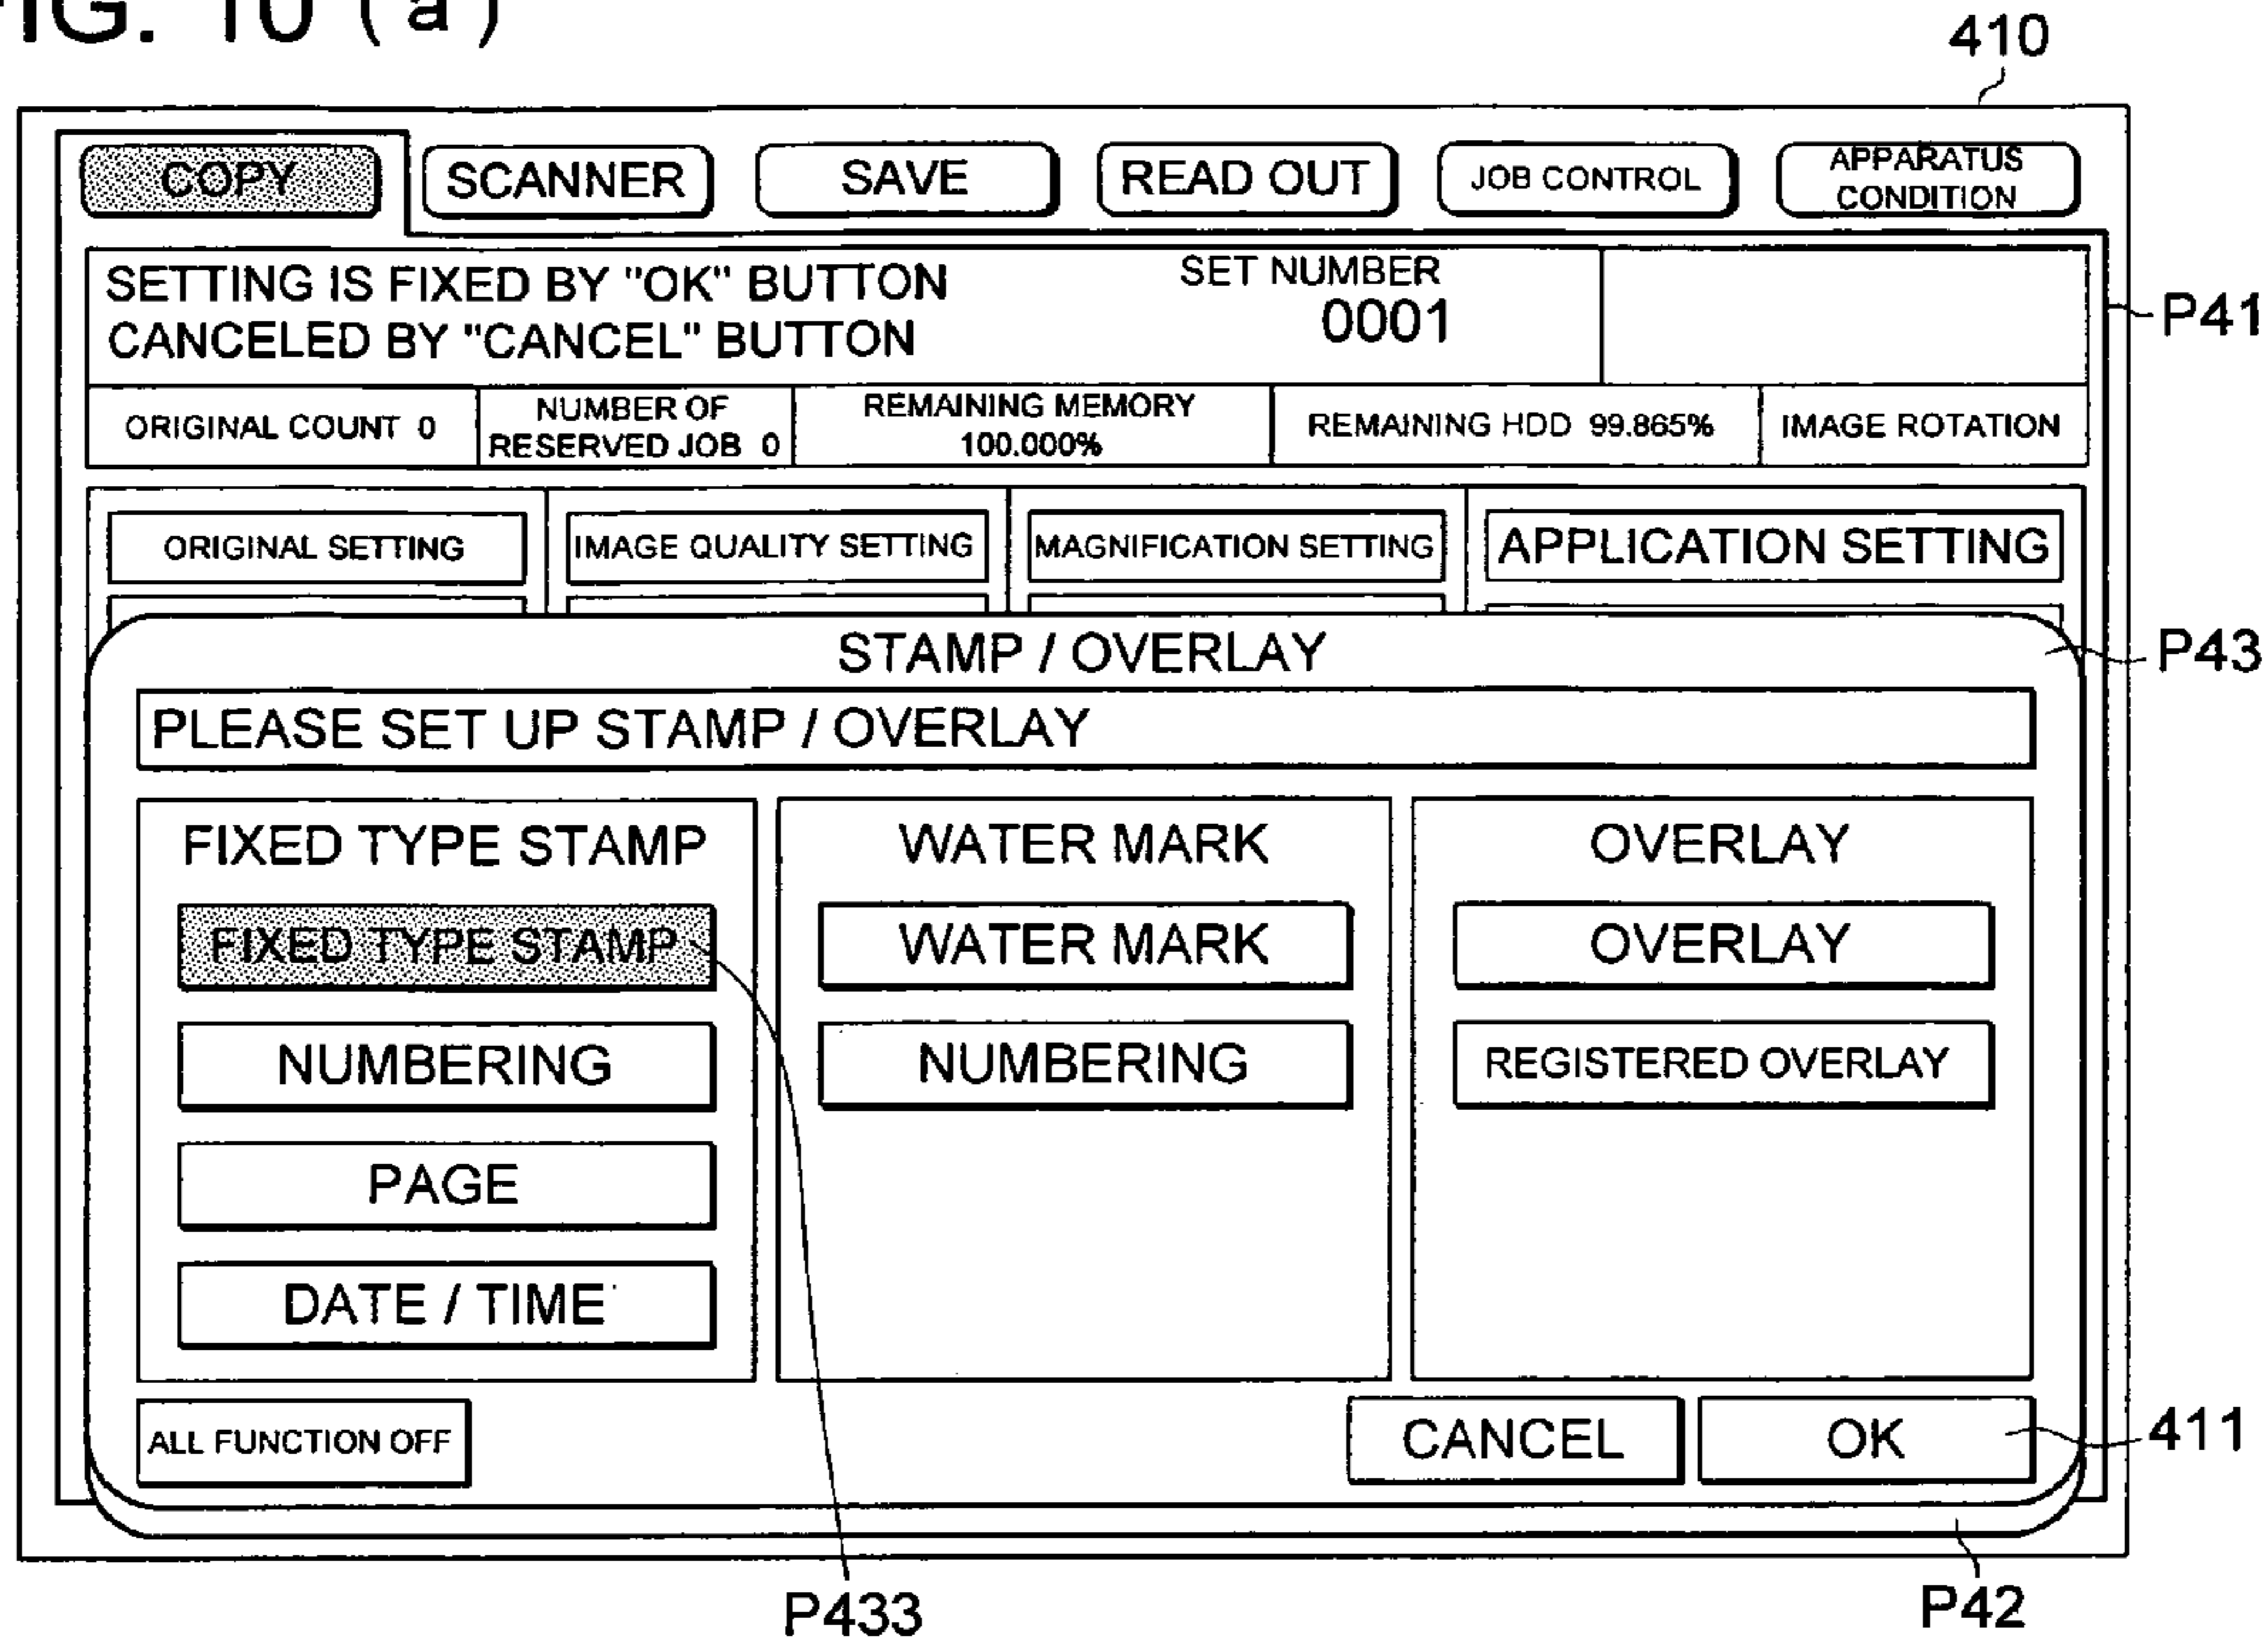 FIG. 10 (a)
410
COPY
SCANNER
SAVE
READ OUT
JOB CONTROL
APPARATUS
CONDITION
SETTING IS FIXED BY "OK" BUTTON
CANCELED BY "CANCEL" BUTTON
SET NUMBER
0001
P41
ORIGINAL COUNT 0
NUMBER OF
RESERVED JOB 0
REMAINING MEMORY
100.000%
REMAINING HDD 99.865%
IMAGE ROTATION
ORIGINAL SETTING
IMAGE QUALITY SETTING
MAGNIFICATION SETTING
APPLICATION SETTING
STAMP / OVERLAY
P43
PLEASE SET UP STAMP / OVERLAY
FIXED TYPE STAMP
FIXED TYPE STAMP
NUMBERING
PAGE
DATE / TIME
WATER MARK
WATER MARK
NUMBERING
OVERLAY
OVERLAY
REGISTERED OVERLAY
ALL FUNCTION OFF
CANCEL
OK
411
P433
P42